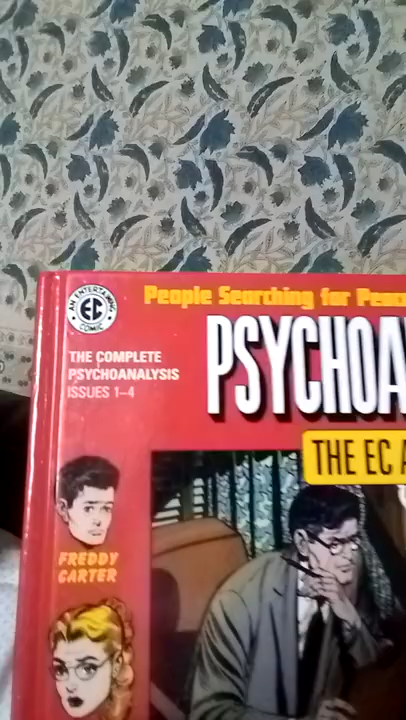 AN ENTERTAINING
EC
COMIC
People Searching for Peac
PSYCHOA
THE COMPLETE
PSYCHOANALYSIS
ISSUES 1–4
THE EC A
FREDDY
CARTER